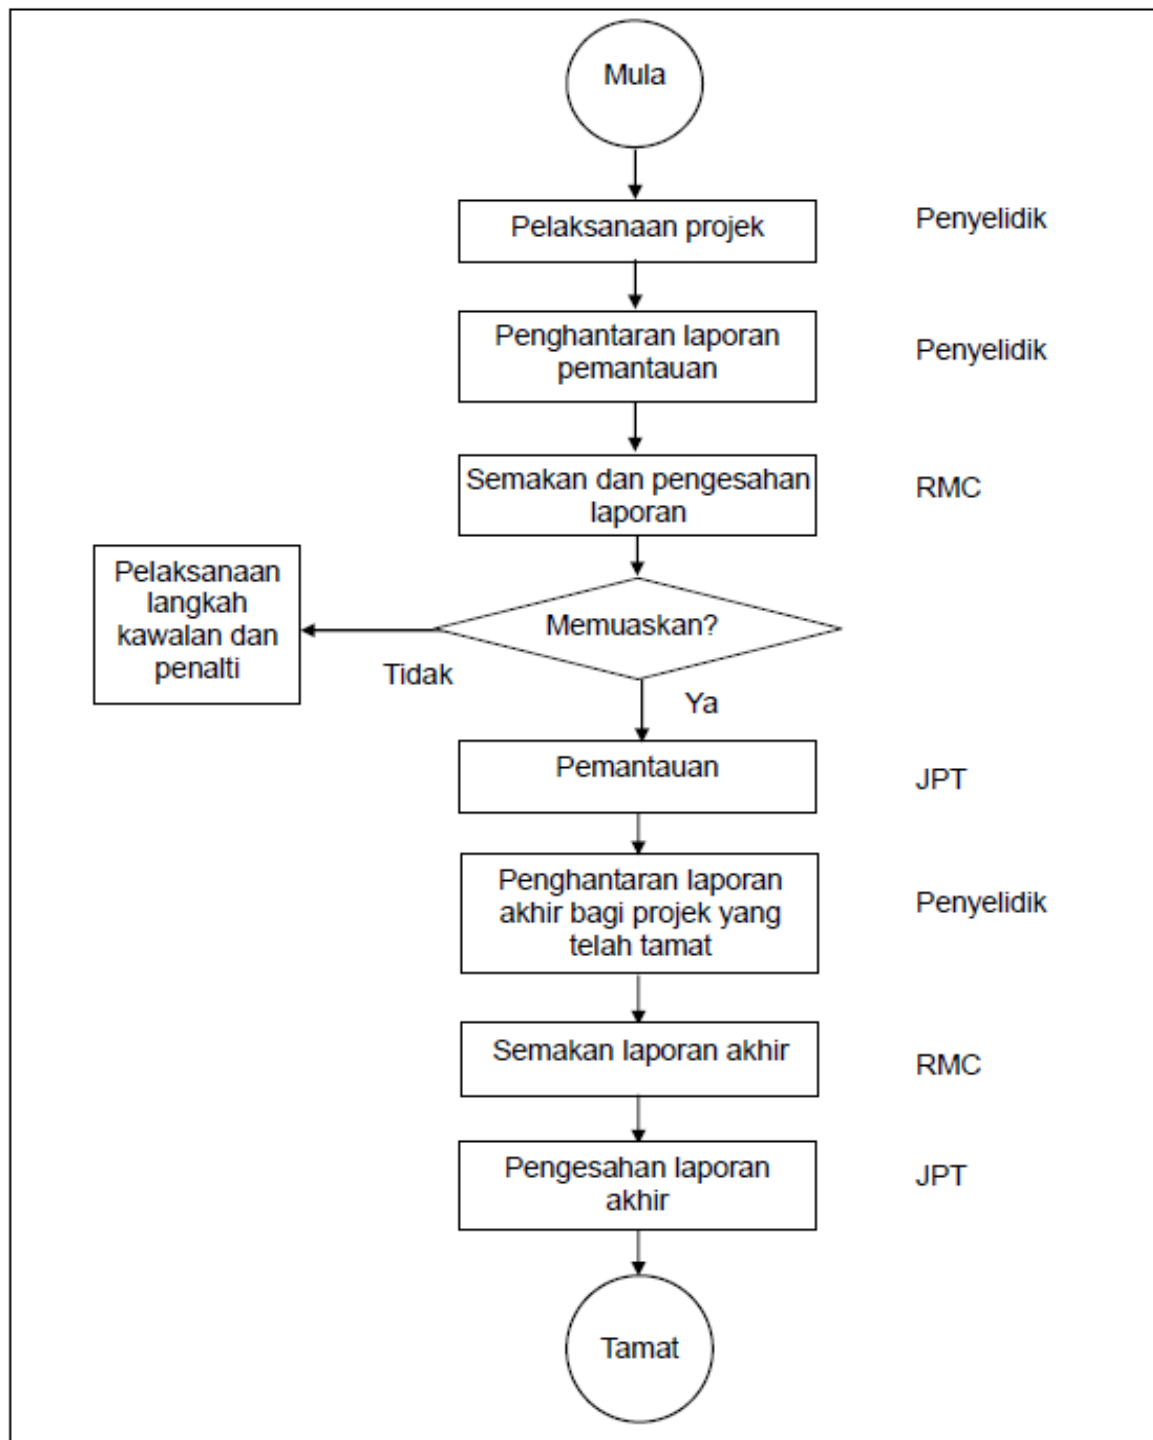 Mula
Pelaksanaan projek
Penyelidik
Penghantaran laporan
pemantauan
Penyelidik
Semakan dan pengesahan
laporan
RMC
Pelaksanaan
langkah
kawalan dan
penalti
Memuaskan?
Tidak
Ya
Pemantauan
JPT
Penghantaran laporan
akhir bagi projek yang
telah tamat
Penyelidik
Semakan laporan akhir
RMC
Pengesahan laporan
akhir
JPT
Tamat